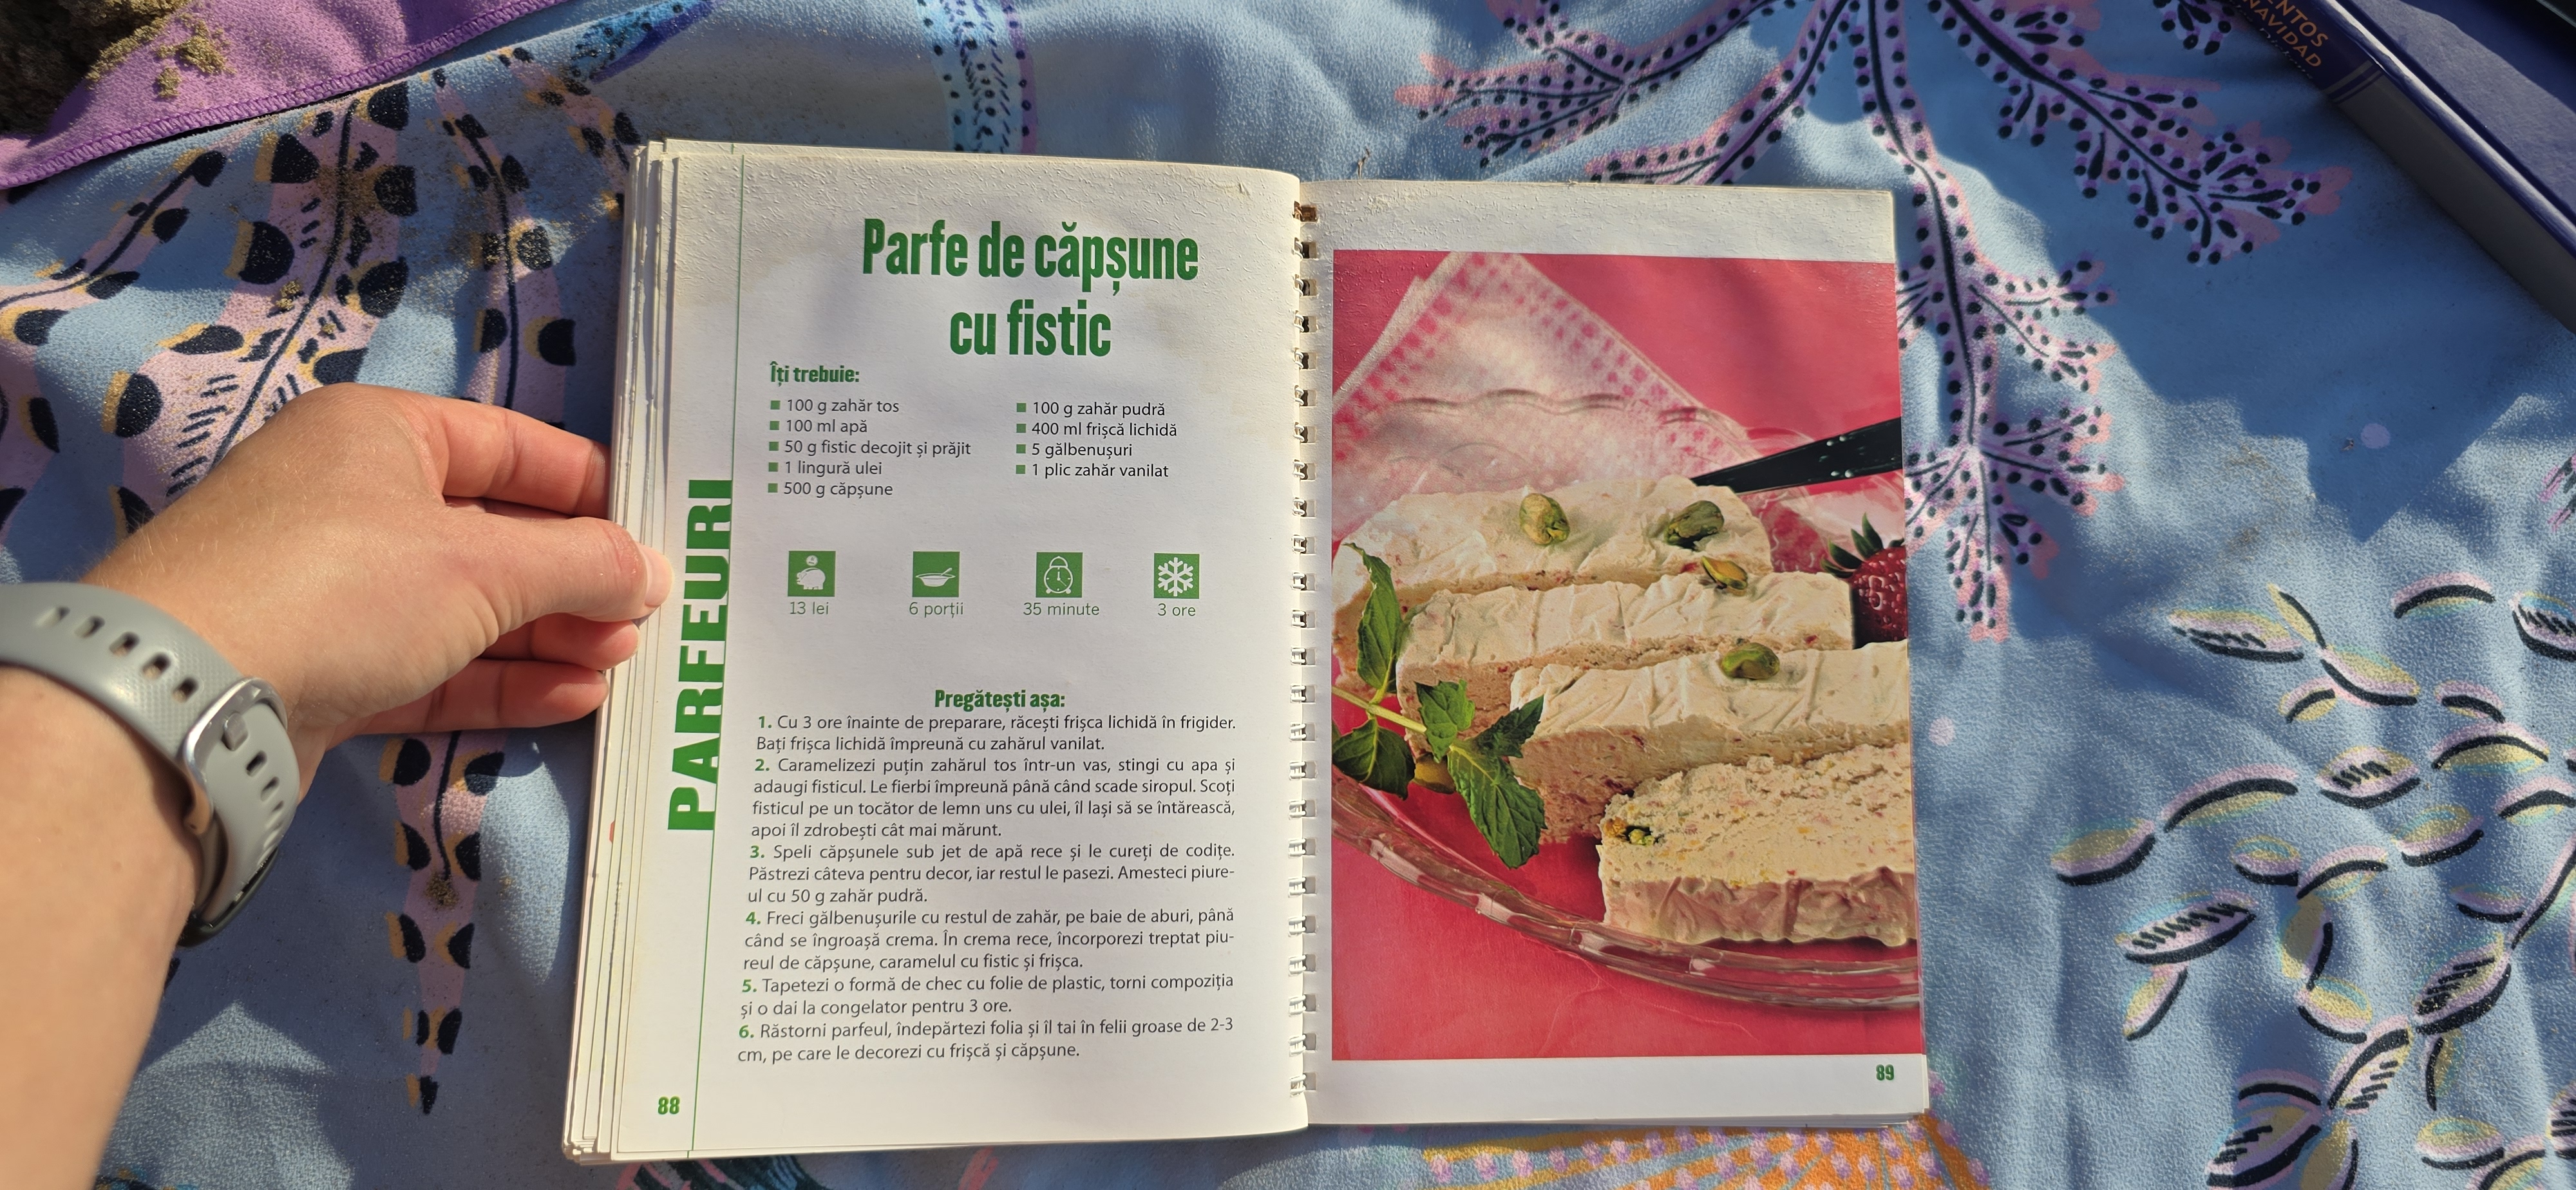 ENTOS
NAVIDAD
Parfe de căpșune
cu fistic
Îți trebuie:
100 g zahăr tos
100 ml apă
50 g fistic decojit și prăjit
1 lingură ulei
500 g căpșune
100 g zahăr pudră
400 ml frișcă lichidă
5 gălbenușuri
1 plic zahăr vanilat
13 lei
6 porții
35 minute
3 ore
Pregătești așa:
1. Cu 3 ore înainte de preparare, răcești frișca lichidă în frigider.
Bați frișca lichidă împreună cu zahărul vanilat.
2. Caramelizezi puțin zahărul tos într-un vas, stingi cu apa și
adaugi fisticul. Le fierbi împreună până când scade siropul. Scoți
fisticul pe un tocător de lemn uns cu ulei, îl lași să se întărească,
apoi îl zdrobești cât mai mărunt.
3. Speli căpșunele sub jet de apă rece și le cureți de codițe.
Păstrezi câteva pentru decor, iar restul le pasezi. Amesteci piure-
ul cu 50 g zahăr pudră.
4. Freci gălbenușurile cu restul de zahăr, pe baie de aburi, până
când se îngroașă crema. În crema rece, încorporezi treptat piu-
reul de căpșune, caramelul cu fistic și frișca.
5. Tapetezi o formă de chec cu folie de plastic, torni compoziția
și o dai la congelator pentru 3 ore.
6. Răstorni parfeul, îndepărtezi folia și îl tai în felii groase de 2-3
cm, pe care le decorezi cu frișcă și căpșune.
PARFEURI
88
89